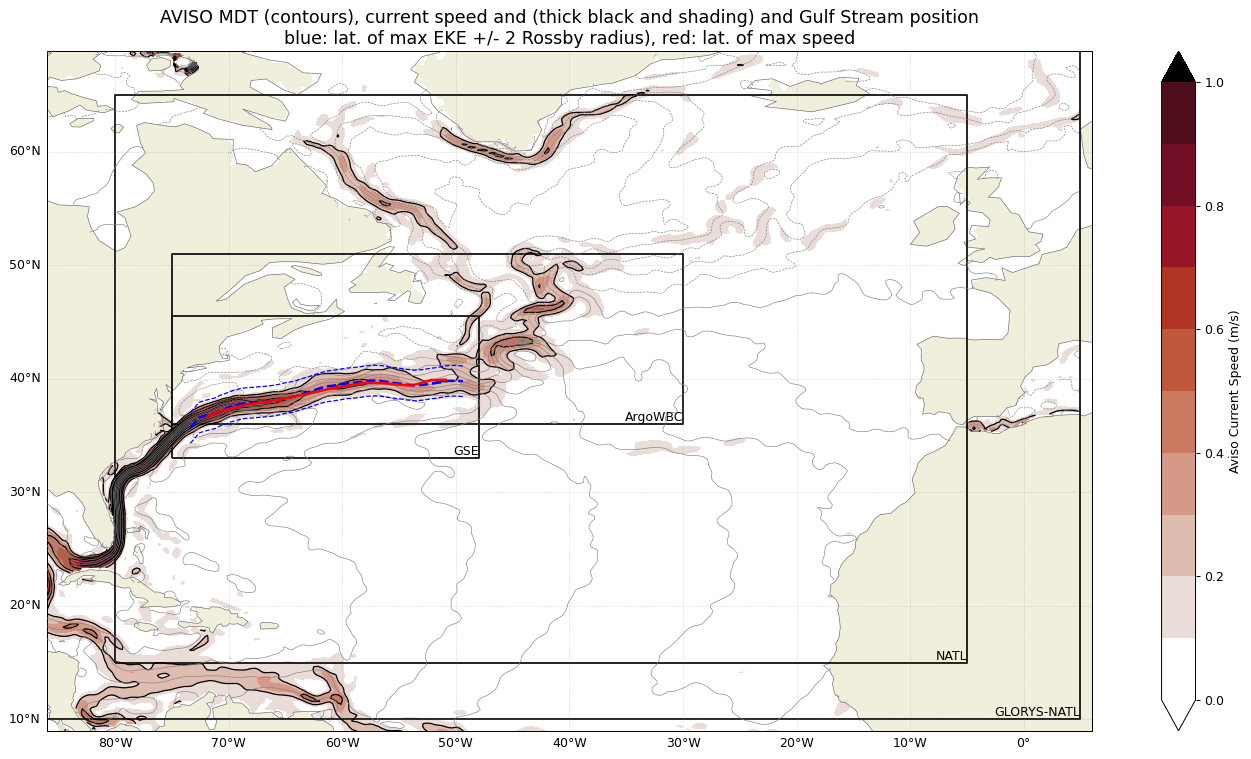 AVISO MDT (contours), current speed and (thick black and shading) and Gulf Stream position
blue: lat. of max EKE +/- 2 Rossby radius), red: lat. of max speed
60°N
50°N
40°N
30°N
20°N
10°N
80°W
70°W
60°W
50°W
40°W
30°W
20°W
10°W
0°
ArgoWBC
GSE
NATL
GLORYS-NATL
1.0
0.8
0.6
0.4
0.2
0.0
Aviso Current Speed (m/s)